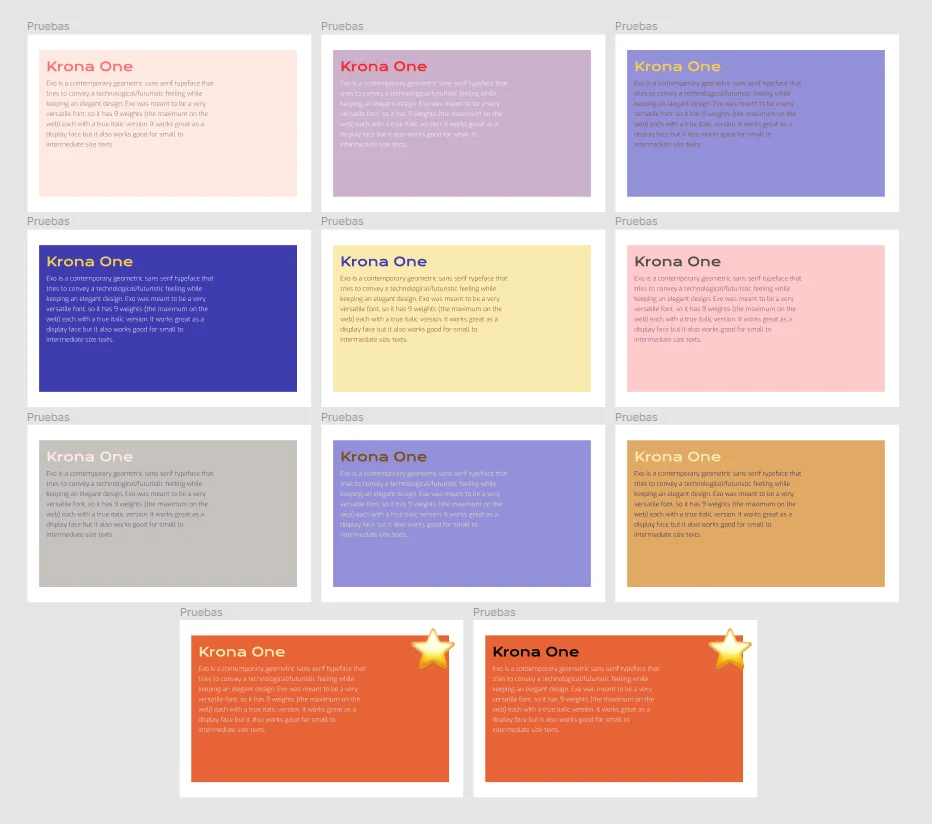 Pruebas
Krona One
Exo is a contemporary geometric sans serif typeface that
tries to convey a technological/futuristic feeling while
keeping an elegant design. Exo was meant to be a very
versatile font, so it has 9 weights (the maximum on the
web) each with a true italic version. It works great as a
display face but it also works good for small to
intermediate size texts.
Pruebas
Krona One
Exo is a contemporary geometric sans serif typeface that
tries to convey a technological/futuristic feeling while
keeping an elegant design. Exo was meant to be a very
versatile font, so it has 9 weights (the maximum on the
web) each with a true italic version. It works great as a
display face but it also works good for small to
intermediate size texts.
Pruebas
Krona One
Exo is a contemporary geometric sans serif typeface that
tries to convey a technological/futuristic feeling while
keeping an elegant design. Exo was meant to be a very
versatile font, so it has 9 weights (the maximum on the
web) each with a true italic version. It works great as a
display face but it also works good for small to
intermediate size texts.
Pruebas
Krona One
Exo is a contemporary geometric sans serif typeface that
tries to convey a technological/futuristic feeling while
keeping an elegant design. Exo was meant to be a very
versatile font, so it has 9 weights (the maximum on the
web) each with a true italic version. It works great as a
display face but it also works good for small to
intermediate size texts.
Pruebas
Krona One
Exo is a contemporary geometric sans serif typeface that
tries to convey a technological/futuristic feeling while
keeping an elegant design. Exo was meant to be a very
versatile font, so it has 9 weights (the maximum on the
web) each with a true italic version. It works great as a
display face but it also works good for small to
intermediate size texts.
Pruebas
Krona One
Exo is a contemporary geometric sans serif typeface that
tries to convey a technological/futuristic feeling while
keeping an elegant design. Exo was meant to be a very
versatile font, so it has 9 weights (the maximum on the
web) each with a true italic version. It works great as a
display face but it also works good for small to
intermediate size texts.
Pruebas
Krona One
Exo is a contemporary geometric sans serif typeface that
tries to convey a technological/futuristic feeling while
keeping an elegant design. Exo was meant to be a very
versatile font, so it has 9 weights (the maximum on the
web) each with a true italic version. It works great as a
display face but it also works good for small to
intermediate size texts.
Pruebas
Krona One
Exo is a contemporary geometric sans serif typeface that
tries to convey a technological/futuristic feeling while
keeping an elegant design. Exo was meant to be a very
versatile font, so it has 9 weights (the maximum on the
web) each with a true italic version. It works great as a
display face but it also works good for small to
intermediate size texts.
Pruebas
Krona One
Exo is a contemporary geometric sans serif typeface that
tries to convey a technological/futuristic feeling while
keeping an elegant design. Exo was meant to be a very
versatile font, so it has 9 weights (the maximum on the
web) each with a true italic version. It works great as a
display face but it also works good for small to
intermediate size texts.
Pruebas
Krona One
Exo is a contemporary geometric sans serif typeface that
tries to convey a technological/futuristic feeling while
keeping an elegant design. Exo was meant to be a very
versatile font, so it has 9 weights (the maximum on the
web) each with a true italic version. It works great as a
display face but it also works good for small to
intermediate size texts.
Pruebas
Krona One
Exo is a contemporary geometric sans serif typeface that
tries to convey a technological/futuristic feeling while
keeping an elegant design. Exo was meant to be a very
versatile font, so it has 9 weights (the maximum on the
web) each with a true italic version. It works great as a
display face but it also works good for small to
intermediate size texts.